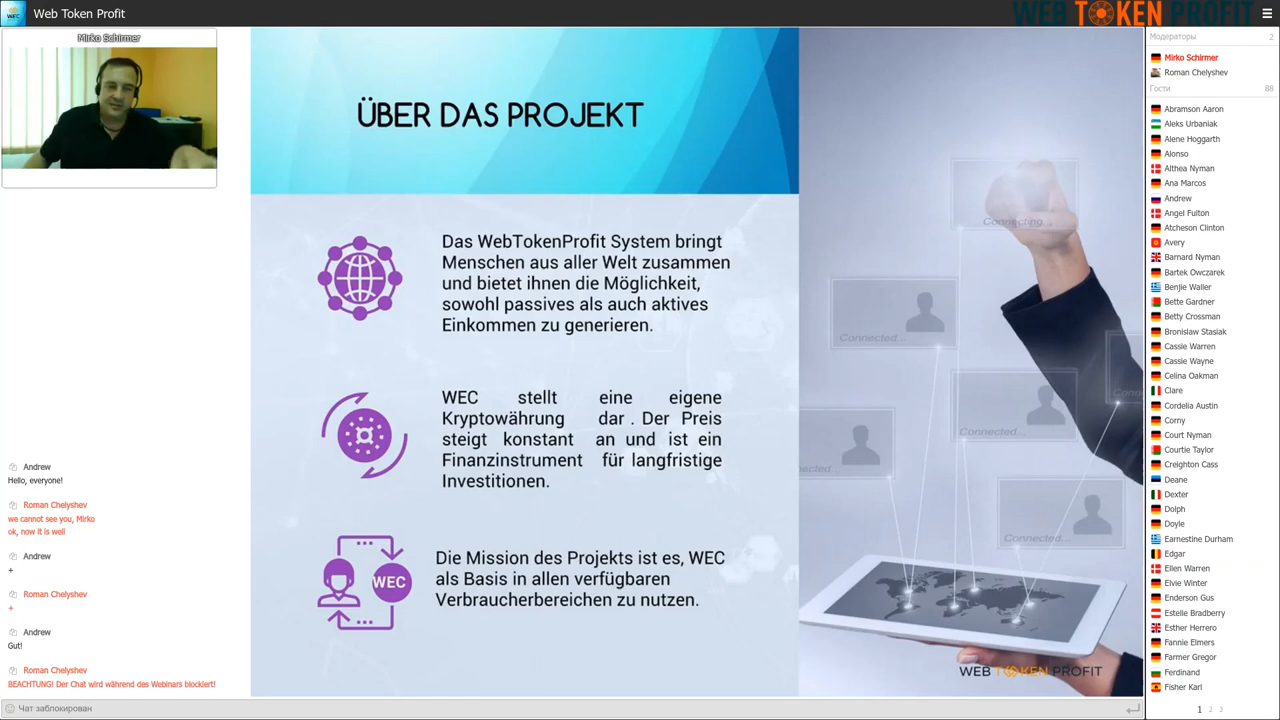 WEC
Web Token Profit
WEB TOKEN PROFIT
Mirko Schirmer
Andrew
Hello, everyone!
Roman Chelyshev
we cannot see you, Mirko
ok, now it is well
Andrew
+
Roman Chelyshev
+
Andrew
Gut!
Roman Chelyshev
BEACHTUNG! Der Chat wird während des Webinars blockiert!
Чат заблокирован
ÜBER DAS PROJEKT
Das WebTokenProfit System bringt
Menschen aus aller Welt zusammen
und bietet ihnen die Möglichkeit,
sowohl passives als auch aktives
Einkommen zu generieren.
WEC stellt eine eigene
Kryptowährung dar . Der Preis
steigt konstant an und ist ein
Finanzinstrument für langfristige
Investitionen.
WEC
Die Mission des Projekts ist es, WEC
als Basis in allen verfügbaren
Verbraucherbereichen zu nutzen.
Connecting...
Connected...
Connected...
Connected...
WEB TOKEN PROFIT
Модераторы 2
Mirko Schirmer
Roman Chelyshev
Гости 88
Abramson Aaron
Aleks Urbaniak
Alene Hoggarth
Alonso
Althea Nyman
Ana Marcos
Andrew
Angel Fulton
Atcheson Clinton
Avery
Barnard Nyman
Bartek Owczarek
Benjie Waller
Bette Gardner
Betty Crossman
Bronislaw Stasiak
Cassie Warren
Cassie Wayne
Celina Oakman
Clare
Cordelia Austin
Corny
Court Nyman
Courtie Taylor
Creighton Cass
Deane
Dexter
Dolph
Doyle
Earnestine Durham
Edgar
Ellen Warren
Elvie Winter
Enderson Gus
Estelle Bradberry
Esther Herrero
Fannie Elmers
Farmer Gregor
Ferdinand
Fisher Karl
1 2 3